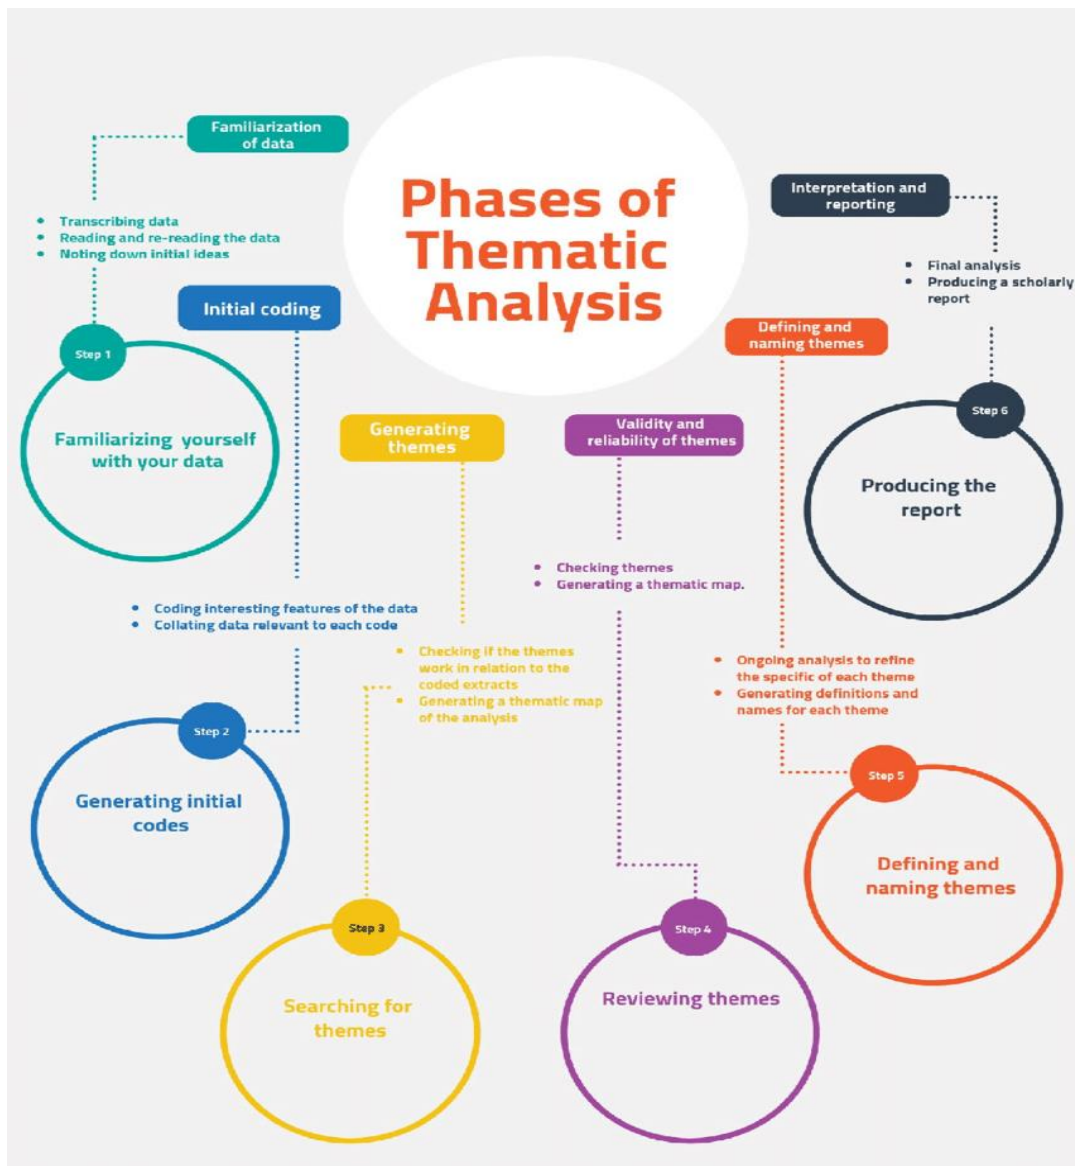 Phases of
Thematic
Analysis
Familiarization
of data
• Transcribing data
• Reading and re-reading the data
• Noting down initial ideas
Step 1
Familiarizing yourself
with your data
Initial coding
• Coding interesting features of the data
• Collating data relevant to each code
Step 2
Generating initial
codes
Generating
themes
• Checking if the themes
work in relation to the
coded extracts
• Generating a thematic map
of the analysis
Step 3
Searching for
themes
Validity and
reliability of themes
• Checking themes
• Generating a thematic map.
Step 4
Reviewing themes
Defining and
naming themes
• Ongoing analysis to refine
the specific of each theme
• Generating definitions and
names for each theme
Step 5
Defining and
naming themes
Interpretation and
reporting
• Final analysis
• Producing a scholarly
report
Step 6
Producing the
report